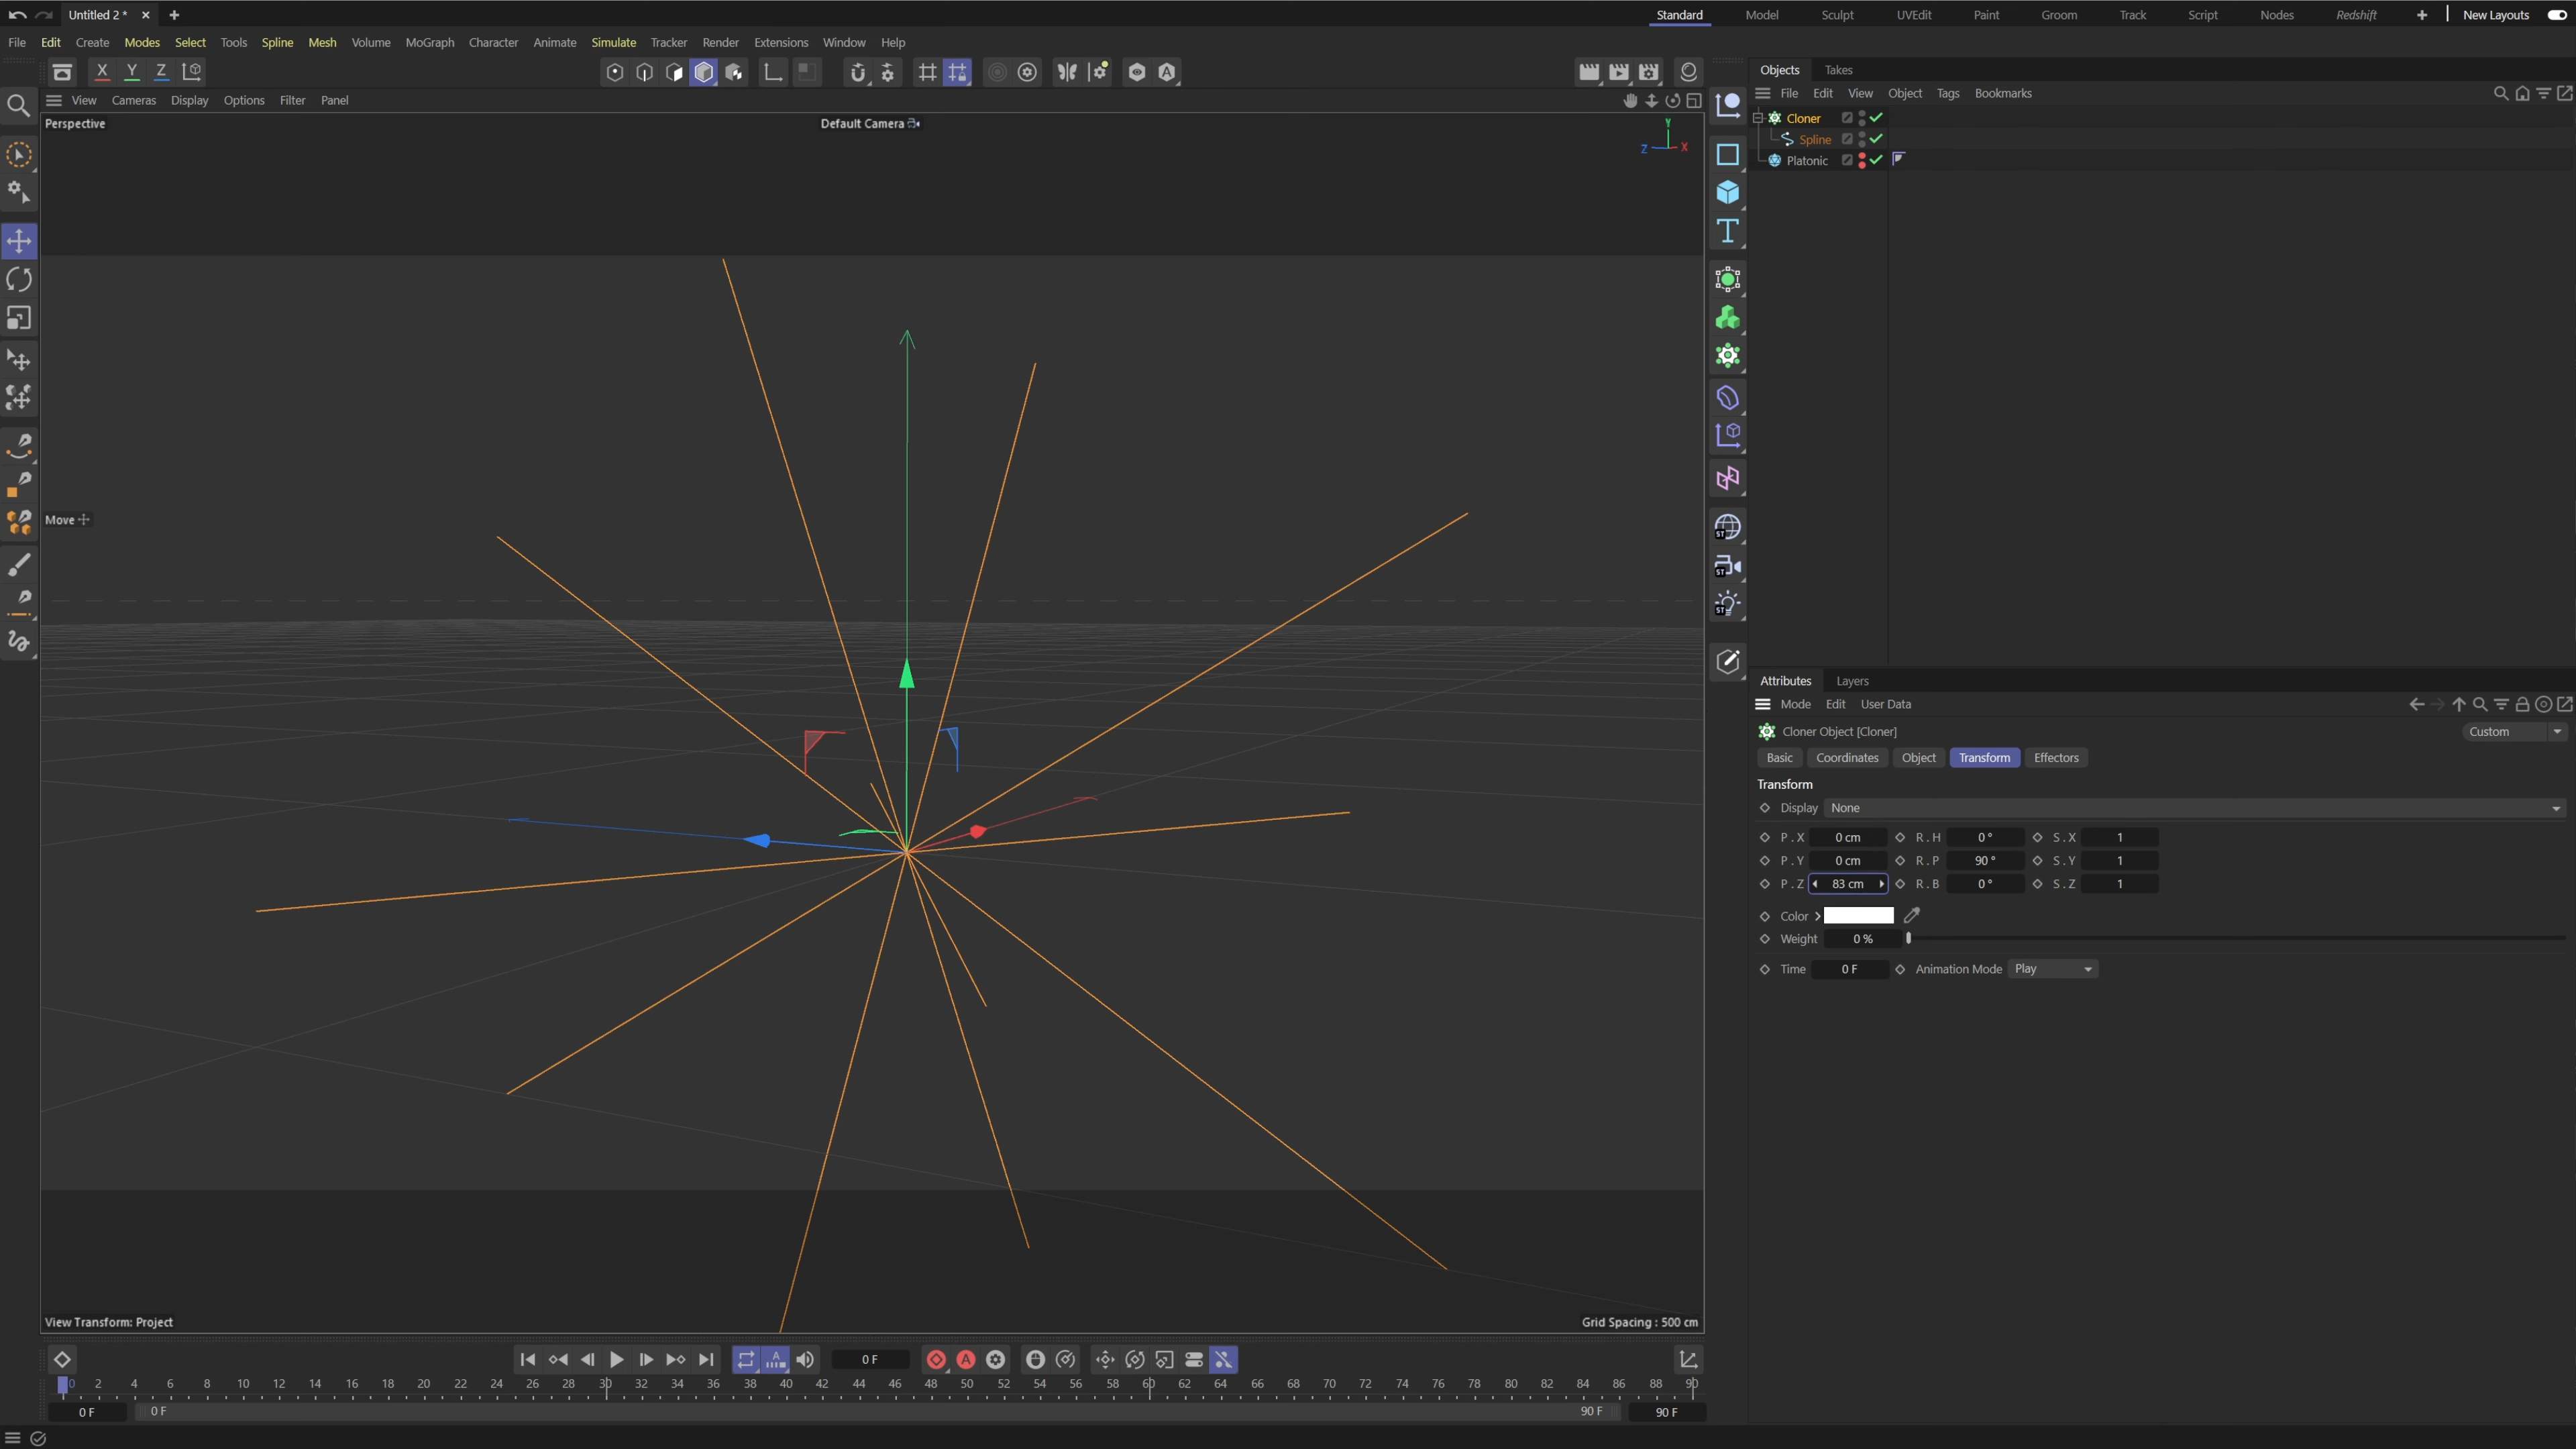 Untitled 2 *
Standard Model Sculpt UVEdit Paint Groom Track Script Nodes Redshift New Layouts
File Edit Create Modes Select Tools Spline Mesh Volume MoGraph Character Animate Simulate Tracker Render Extensions Window Help
X Y Z
View Cameras Display Options Filter Panel
Perspective
Default Camera
Y
Z X
Move
View Transform: Project
Grid Spacing : 500 cm
T
ST
ST
ST
Objects Takes
File Edit View Object Tags Bookmarks
Cloner
Spline
Platonic
Attributes Layers
Mode Edit User Data
Cloner Object [Cloner]
Custom
Basic Coordinates Object Transform Effectors
Transform
Display None
P . X 0 cm R . H 0 ° S . X 1
P . Y 0 cm R . P 90 ° S . Y 1
P . Z 83 cm R . B 0 ° S . Z 1
Color
Weight 0 %
Time 0 F Animation Mode Play
A
0 F
A
0 2 4 6 8 10 12 14 16 18 20 22 24 26 28 30 32 34 36 38 40 42 44 46 48 50 52 54 56 58 60 62 64 66 68 70 72 74 76 78 80 82 84 86 88 90
0 F 0 F 90 F 90 F